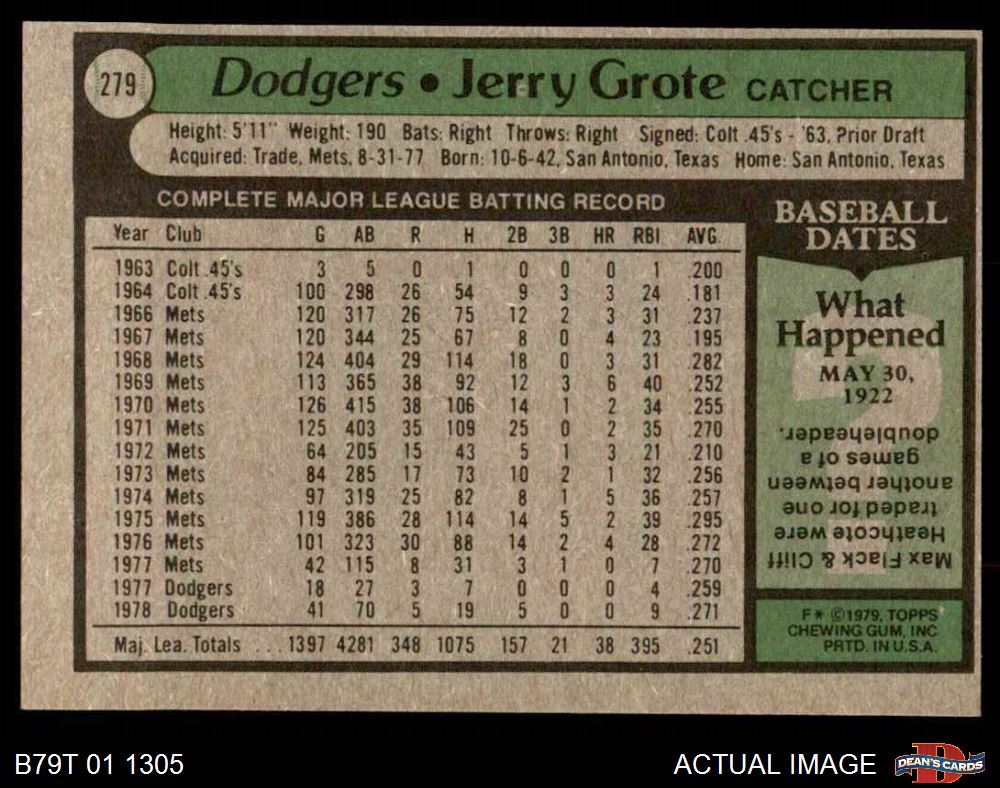 279
Dodgers • Jerry Grote CATCHER
Height: 5'11" Weight: 190 Bats: Right Throws: Right Signed: Colt .45's - '63, Prior Draft
Acquired: Trade, Mets, 8-31-77 Born: 10-6-42, San Antonio, Texas Home: San Antonio, Texas
COMPLETE MAJOR LEAGUE BATTING RECORD
Year Club G AB R H 2B 3B HR RBI AVG.
1963 Colt .45's 3 5 0 1 0 0 0 1 .200
1964 Colt .45's 100 298 26 54 9 3 3 24 .181
1966 Mets 120 317 26 75 12 2 3 31 .237
1967 Mets 120 344 25 67 8 0 4 23 .195
1968 Mets 124 404 29 114 18 0 3 31 .282
1969 Mets 113 365 38 92 12 3 6 40 .252
1970 Mets 126 415 38 106 14 1 2 34 .255
1971 Mets 125 403 35 109 25 0 2 35 .270
1972 Mets 64 205 15 43 5 1 3 21 .210
1973 Mets 84 285 17 73 10 2 1 32 .256
1974 Mets 97 319 25 82 8 1 5 36 .257
1975 Mets 119 386 28 114 14 5 2 39 .295
1976 Mets 101 323 30 88 14 2 4 28 .272
1977 Mets 42 115 8 31 3 1 0 7 .270
1977 Dodgers 18 27 3 7 0 0 0 4 .259
1978 Dodgers 41 70 5 19 5 0 0 9 .271
Maj. Lea. Totals . . . 1397 4281 348 1075 157 21 38 395 .251
BASEBALL
DATES
What
Happened
MAY 30,
1922
Max Flack & Cliff
Heathcote were
traded for one
another between
games of a
doubleheader.
F* ©1979, TOPPS
CHEWING GUM, INC
PRTD. IN U.S.A.
B79T 01 1305
ACTUAL IMAGE
DEAN'S CARDS